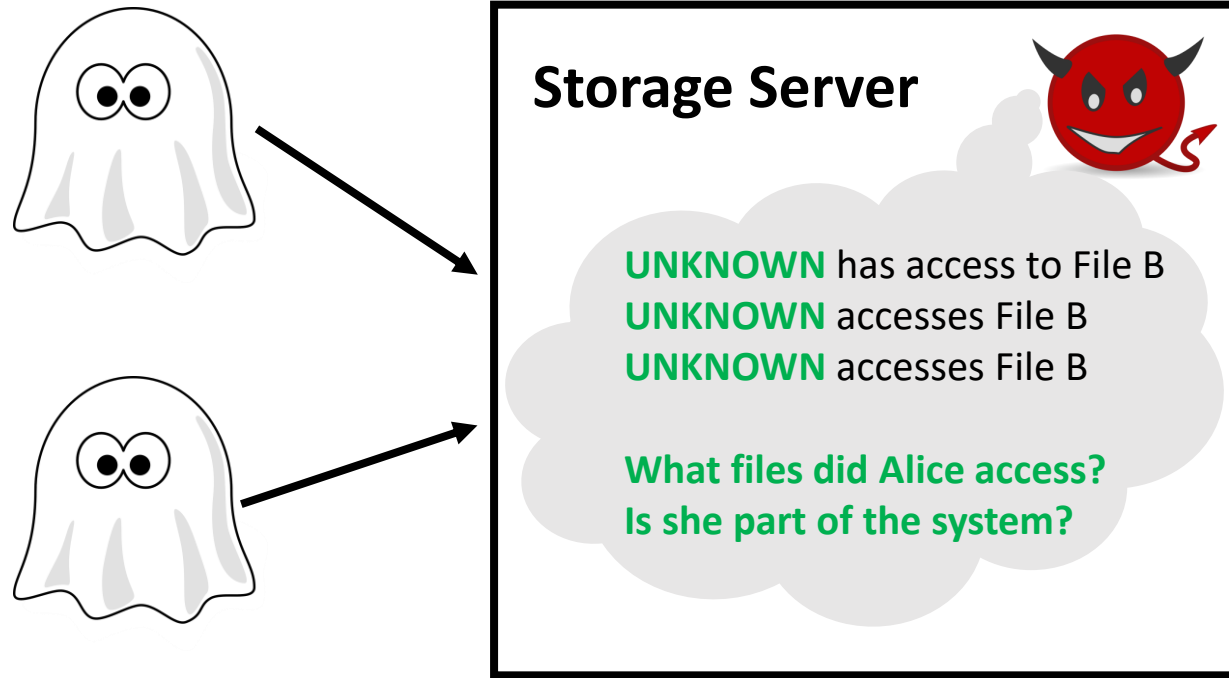 Storage Server
UNKNOWN has access to File B
UNKNOWN accesses File B
UNKNOWN accesses File B
What files did Alice access?
Is she part of the system?